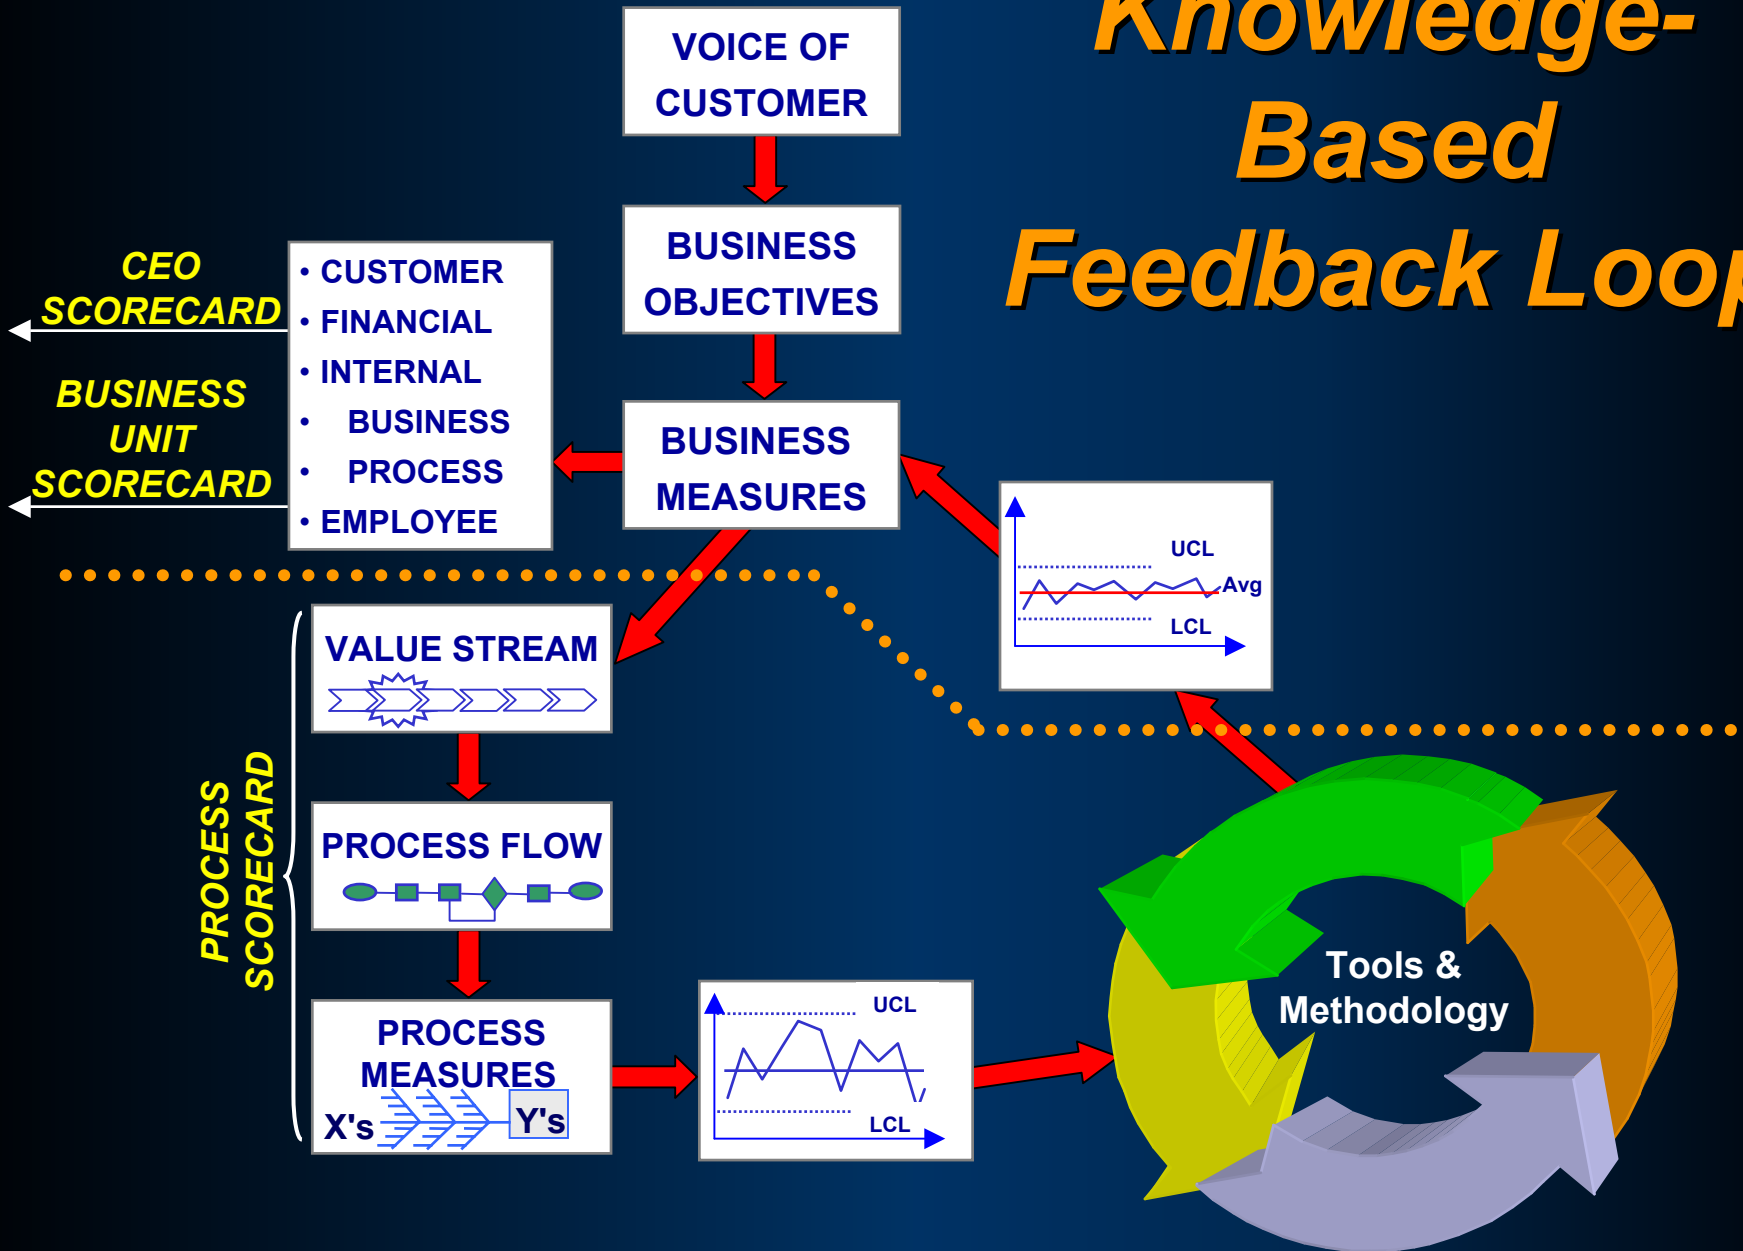 Knowledge-
Based
Feedback Loop
VOICE OF
CUSTOMER
BUSINESS
OBJECTIVES
BUSINESS
MEASURES
CEO
SCORECARD
BUSINESS
UNIT
SCORECARD
• CUSTOMER
• FINANCIAL
• INTERNAL
• BUSINESS
• PROCESS
• EMPLOYEE
UCL
Avg
LCL
VALUE STREAM
PROCESS FLOW
PROCESS
MEASURES
X's
Y's
PROCESS
SCORECARD
UCL
LCL
Tools &
Methodology